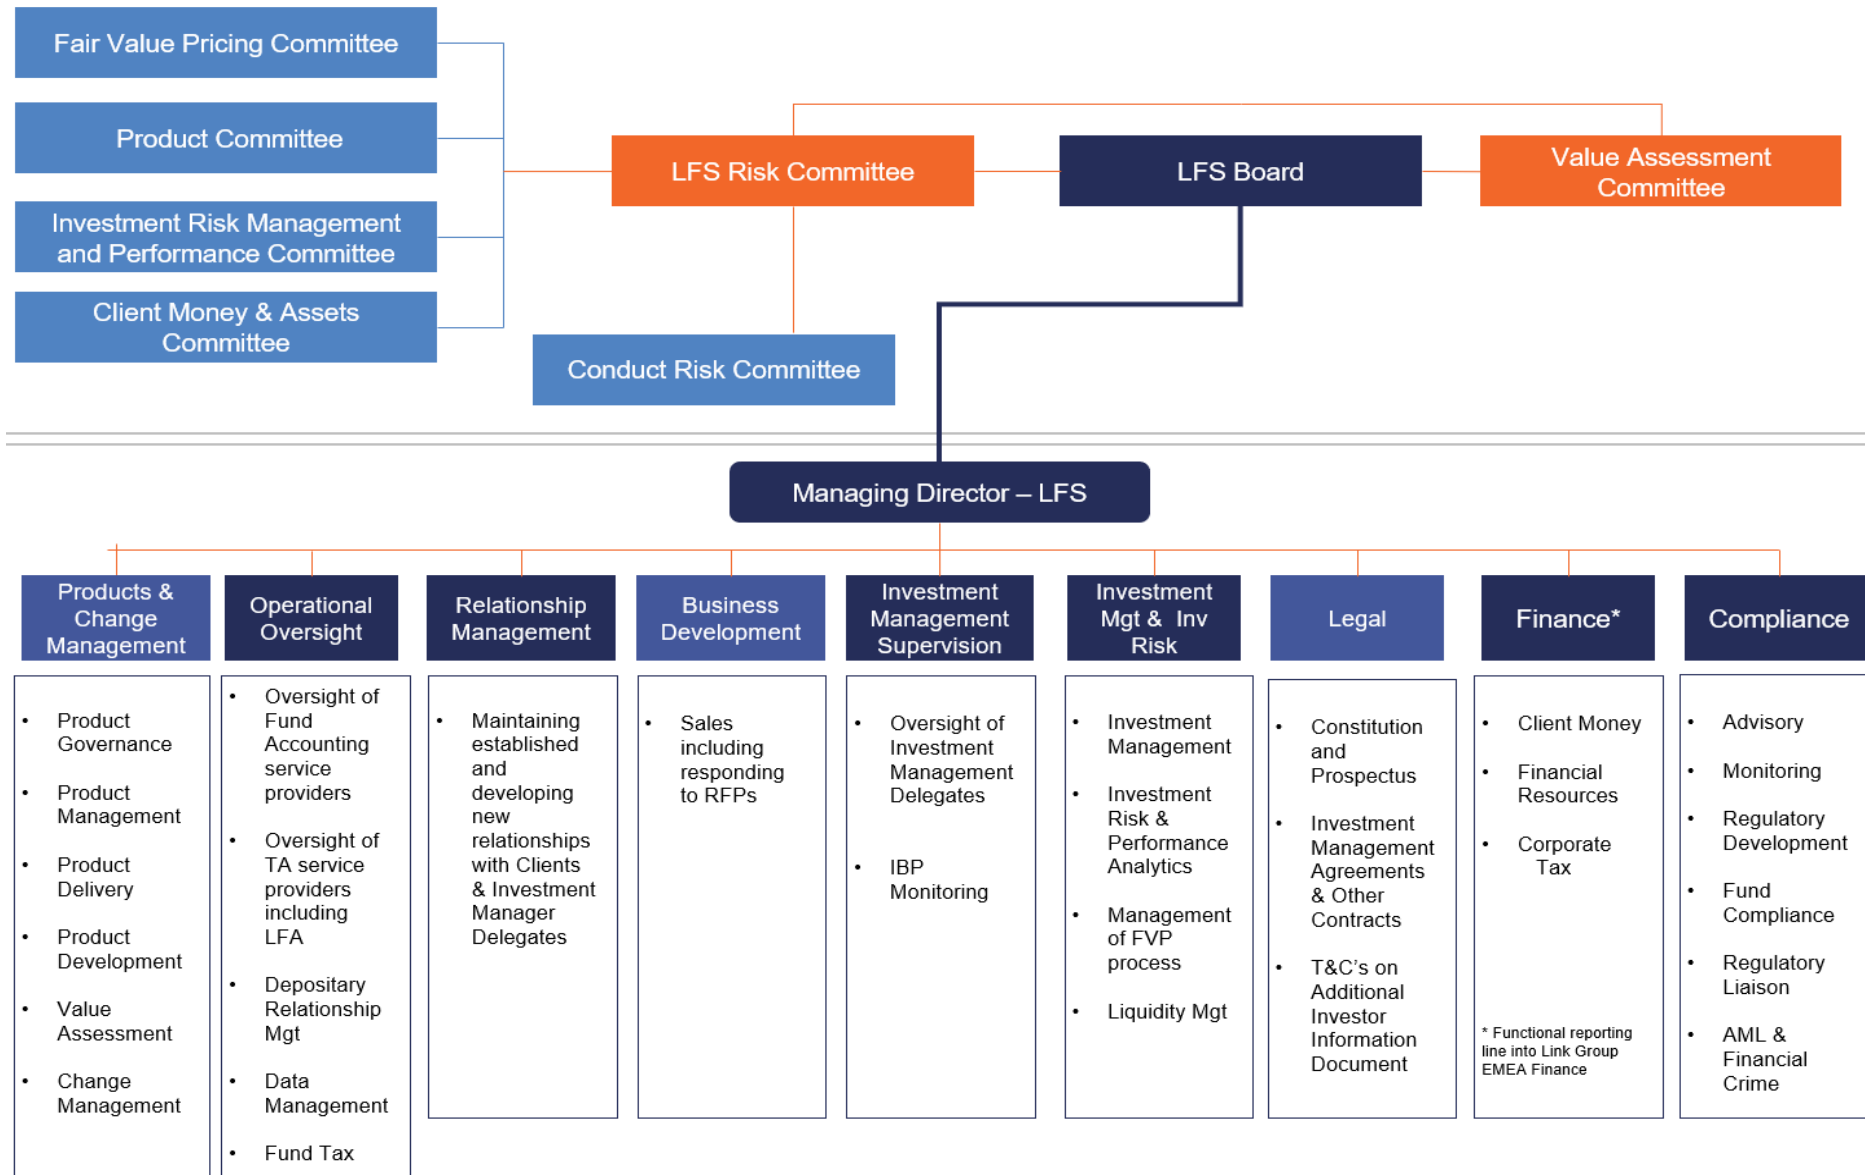 Fair Value Pricing Committee
Product Committee
Investment Risk Management
and Performance Committee
Client Money & Assets
Committee
LFS Risk Committee
LFS Board
Value Assessment
Committee
Conduct Risk Committee
Managing Director – LFS
Products &
Change
Management
Operational
Oversight
Relationship
Management
Business
Development
Investment
Management
Supervision
Investment
Mgt & Inv
Risk
Legal
Finance*
Compliance
• Product
Governance
• Product
Management
• Product
Delivery
• Product
Development
• Value
Assessment
• Change
Management
• Oversight of
Fund
Accounting
service
providers
• Oversight of
TA service
providers
including
LFA
• Depositary
Relationship
Mgt
• Data
Management
• Fund Tax
• Maintaining
established
and
developing
new
relationships
with Clients
& Investment
Manager
Delegates
• Sales
including
responding
to RFPs
• Oversight of
Investment
Management
Delegates
• IBP
Monitoring
• Investment
Management
• Investment
Risk &
Performance
Analytics
• Management
of FVP
process
• Liquidity Mgt
• Constitution
and
Prospectus
• Investment
Management
Agreements
& Other
Contracts
• T&C's on
Additional
Investor
Information
Document
• Client Money
• Financial
Resources
• Corporate
Tax
* Functional reporting
line into Link Group
EMEA Finance
• Advisory
• Monitoring
• Regulatory
Development
• Fund
Compliance
• Regulatory
Liaison
• AML &
Financial
Crime